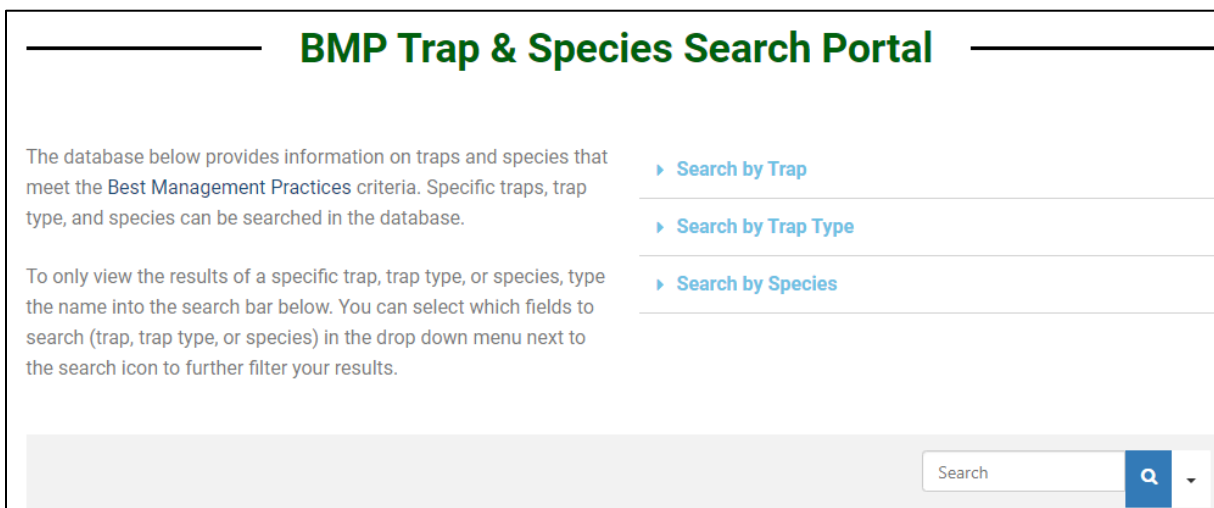 BMP Trap & Species Search Portal
The database below provides information on traps and species that
meet the Best Management Practices criteria. Specific traps, trap
type, and species can be searched in the database.
To only view the results of a specific trap, trap type, or species, type
the name into the search bar below. You can select which fields to
search (trap, trap type, or species) in the drop down menu next to
the search icon to further filter your results.
Search by Trap
Search by Trap Type
Search by Species
Search